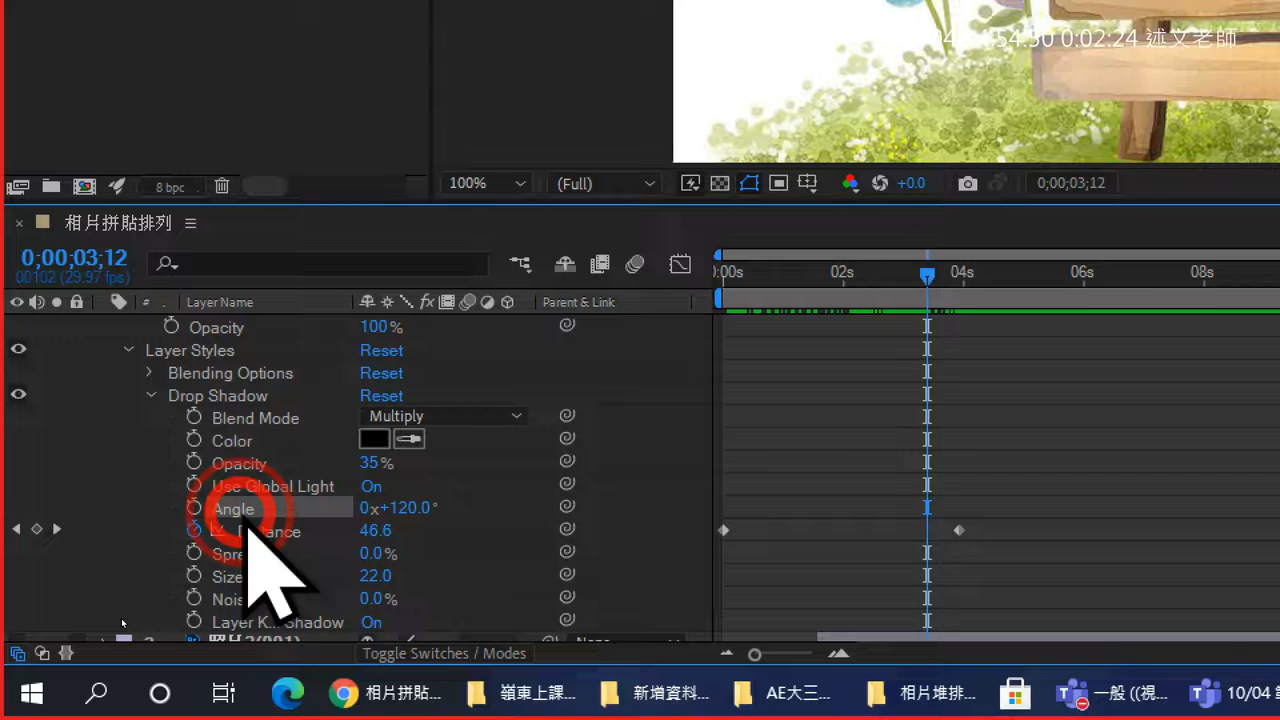 54:50 0:02:24 述文老師
8 bpc
100%
(Full)
+0.0
0;00;03;12
相片拼貼排列
0;00;03;12
00102 (29.97 fps)
0:00s 02s 04s 06s 08s
# Layer Name fx Parent & Link
Opacity 100%
Layer Styles Reset
Blending Options Reset
Drop Shadow Reset
Blend Mode Multiply
Color
Opacity 35%
Use Global Light On
Angle 0x+120.0°
46.6
0.0%
Size 22.0
0.0%
Layer K... Shadow On
Toggle Switches / Modes
相片拼貼... 嶺東上課... 新增資料... AE大三... 相片堆排... 一般 ((視... 10/04